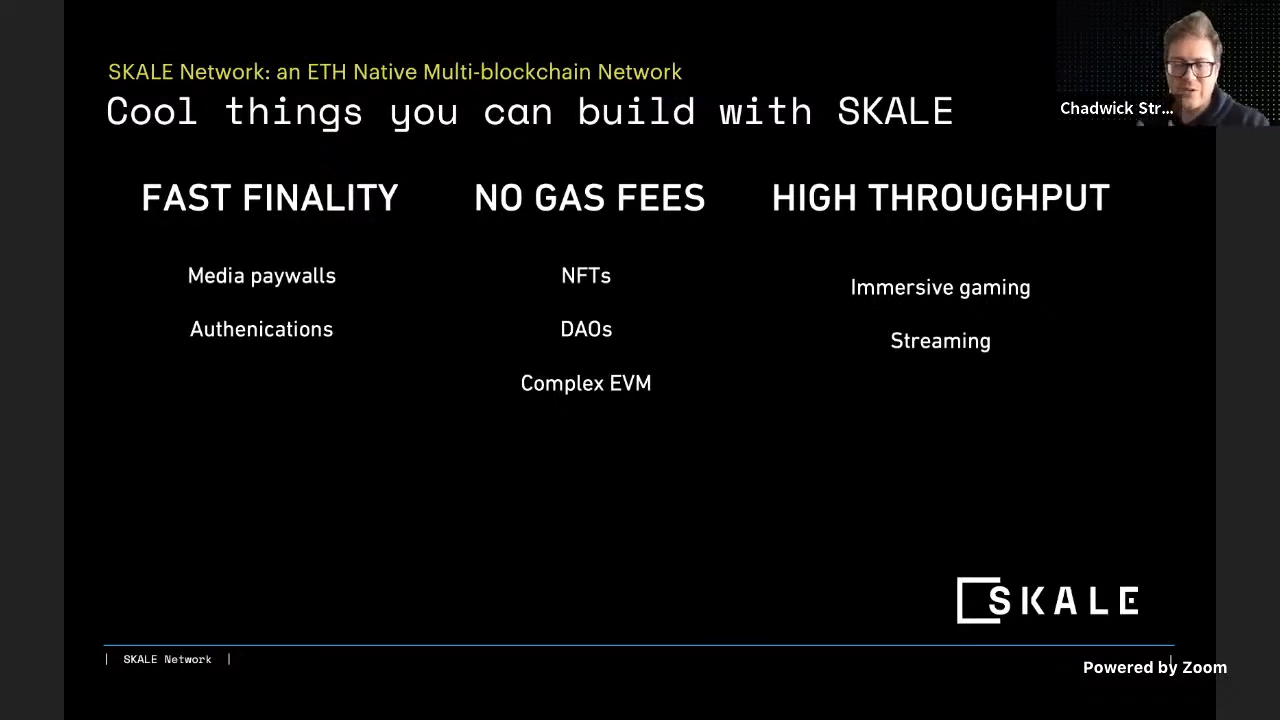 SKALE Network: an ETH Native Multi-blockchain Network
Cool things you can build with SKALE
Chadwick Str...
FAST FINALITY
Media paywalls
Authenications
NO GAS FEES
NFTs
DAOs
Complex EVM
HIGH THROUGHPUT
Immersive gaming
Streaming
SKALE
| SKALE Network |
Powered by Zoom